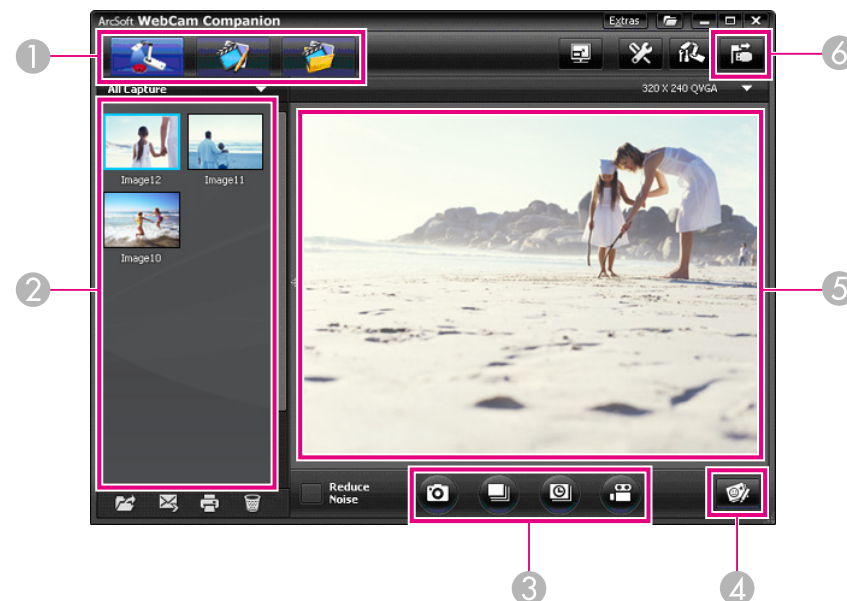 ArcSoft WebCam Companion
Extras
1
6
All Capture
320 X 240 QVGA
Image12
Image11
Image10
2
5
Reduce
Noise
3
4